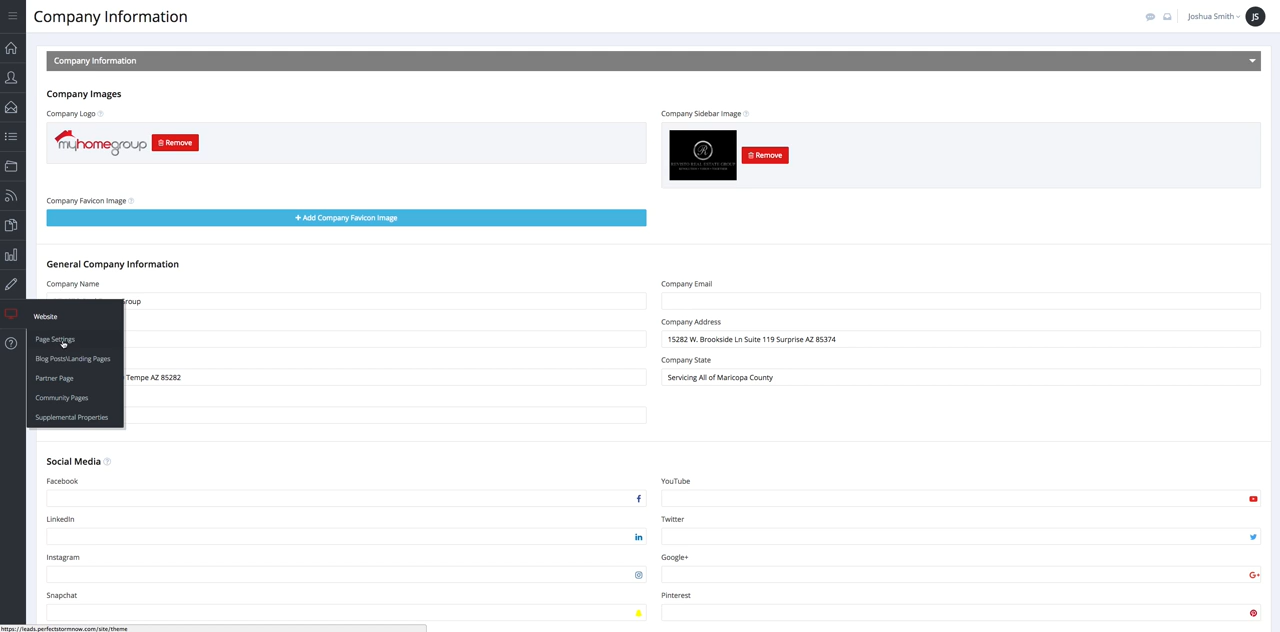 Company Information
Joshua Smith
JS
Company Information
Company Images
Company Logo
Company Sidebar Image
myhomegroup
Remove
R
Remove
Company Favicon Image
+ Add Company Favicon Image
General Company Information
Company Name
Company Email
Group
Website
Company Address
Page Settings
15282 W. Brookside Ln Suite 119 Surprise AZ 85374
Blog Posts\Landing Pages
Company State
Partner Page
Tempe AZ 85282
Servicing All of Maricopa County
Community Pages
Supplemental Properties
Social Media
Facebook
YouTube
LinkedIn
Twitter
Instagram
Google+
Snapchat
Pinterest
https://leads.perfectstormnow.com/site/theme